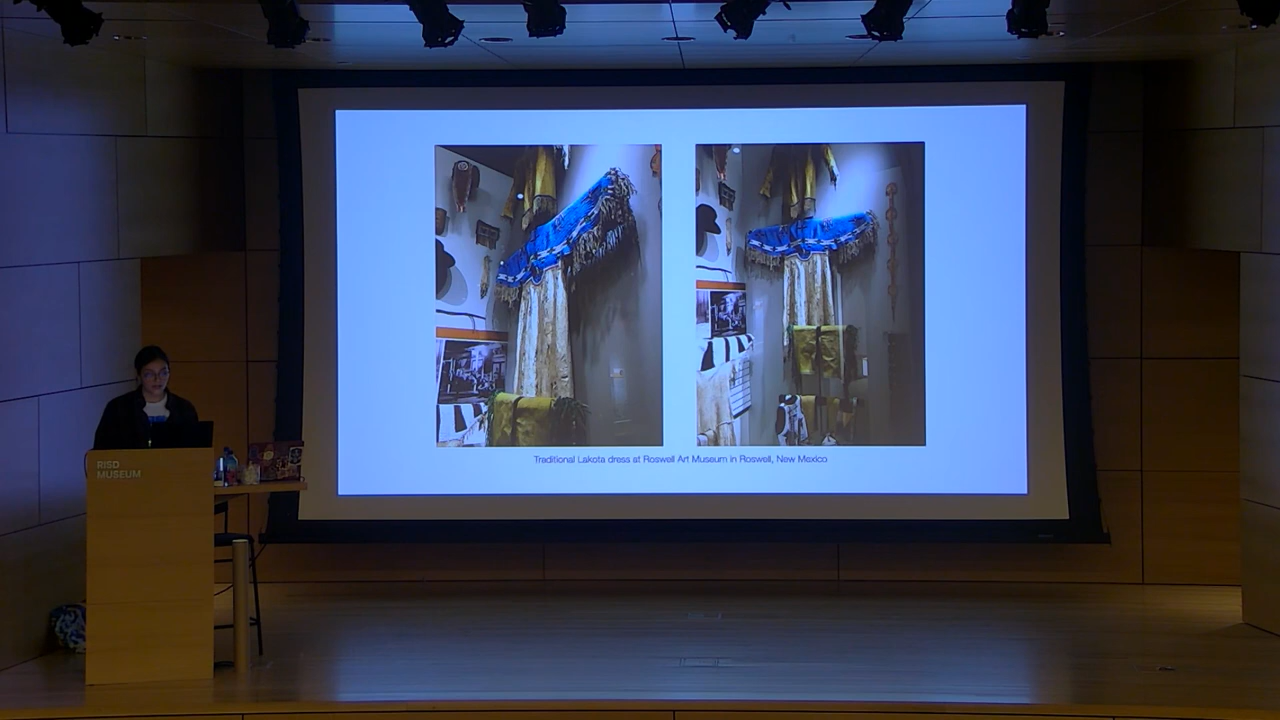 Traditional Lakota dress at Roswell Art Museum in Roswell, New Mexico
RISD
MUSEUM